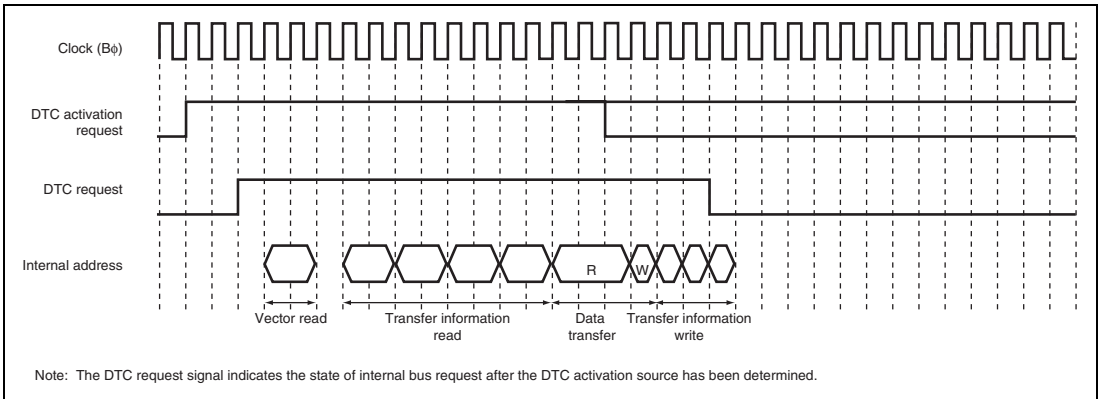 Clock (Bϕ)
DTC activation
request
DTC request
Internal address
R
W
Vector read
Transfer information
read
Data
transfer
Transfer information
write
Note: The DTC request signal indicates the state of internal bus request after the DTC activation source has been determined.